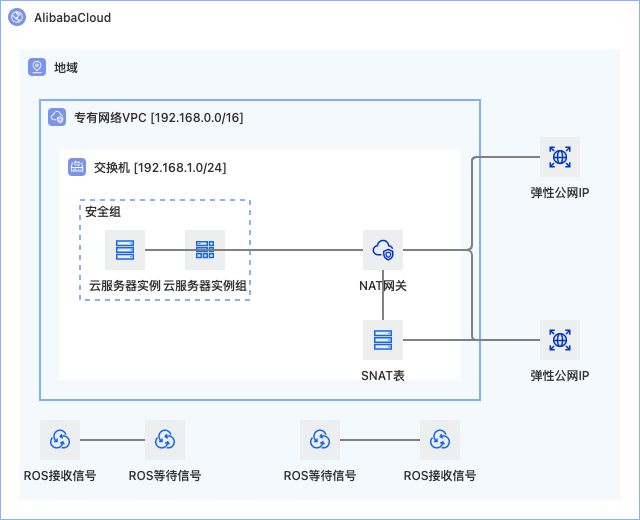 AlibabaCloud
地域
专有网络VPC [192.168.0.0/16]
交换机 [192.168.1.0/24]
安全组
云服务器实例
云服务器实例组
NAT网关
弹性公网IP
SNAT表
弹性公网IP
ROS接收信号
ROS等待信号
ROS等待信号
ROS接收信号